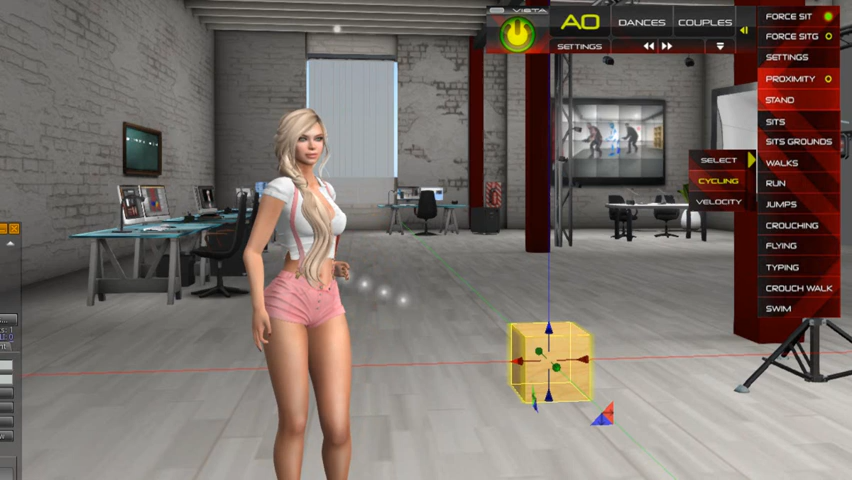 VISTA
AO
DANCES
COUPLES
SETTINGS
FORCE SIT
FORCE SITG
SETTINGS
PROXIMITY
STAND
SITS
SITS GROUNDS
WALKS
RUN
JUMPS
CROUCHING
FLYING
TYPING
CROUCH WALK
SWIM
SELECT
CYCLING
VELOCITY